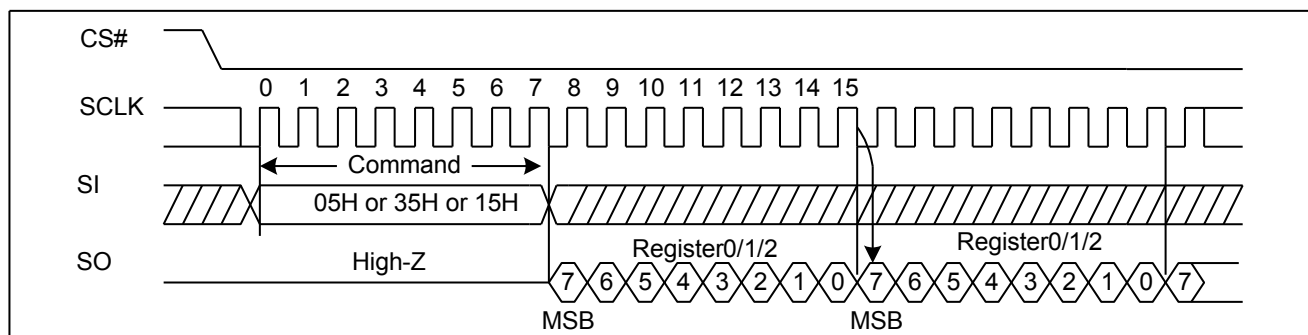 CS#
0 1 2 3 4 5 6 7 8 9 10 11 12 13 14 15
SCLK
Command
SI
05H or 35H or 15H
Register0/1/2 Register0/1/2
SO
High-Z
7 6 5 4 3 2 1 0 7 6 5 4 3 2 1 0 7
MSB MSB